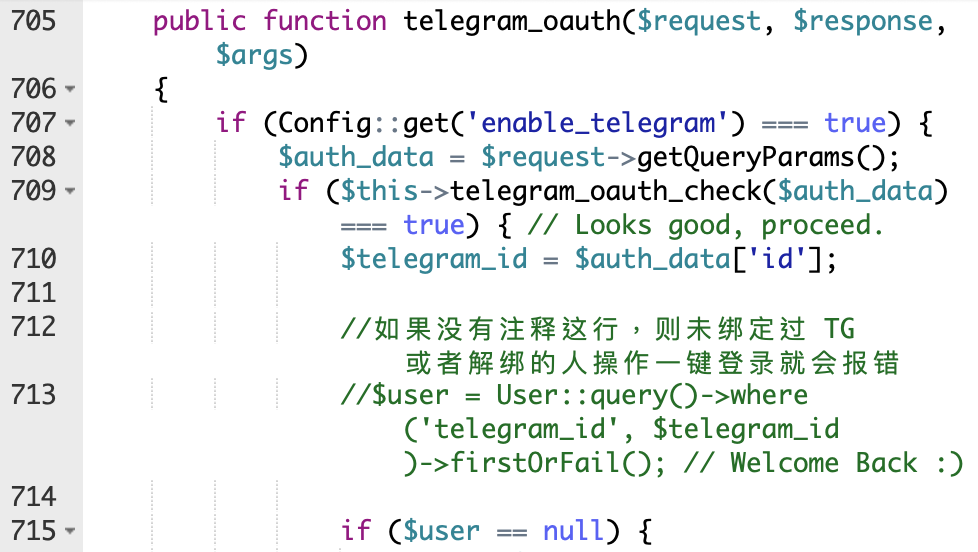 705 public function telegram_oauth($request, $response,
$args)
706 {
707 if (Config::get('enable_telegram') === true) {
708 $auth_data = $request->getQueryParams();
709 if ($this->telegram_oauth_check($auth_data)
=== true) { // Looks good, proceed.
710 $telegram_id = $auth_data['id'];
711
712 //如果没有注释这行，则未绑定过 TG
或者解绑的人操作一键登录就会报错
713 //$user = User::query()->where
('telegram_id', $telegram_id
)->firstOrFail(); // Welcome Back :)
714
715 if ($user == null) {